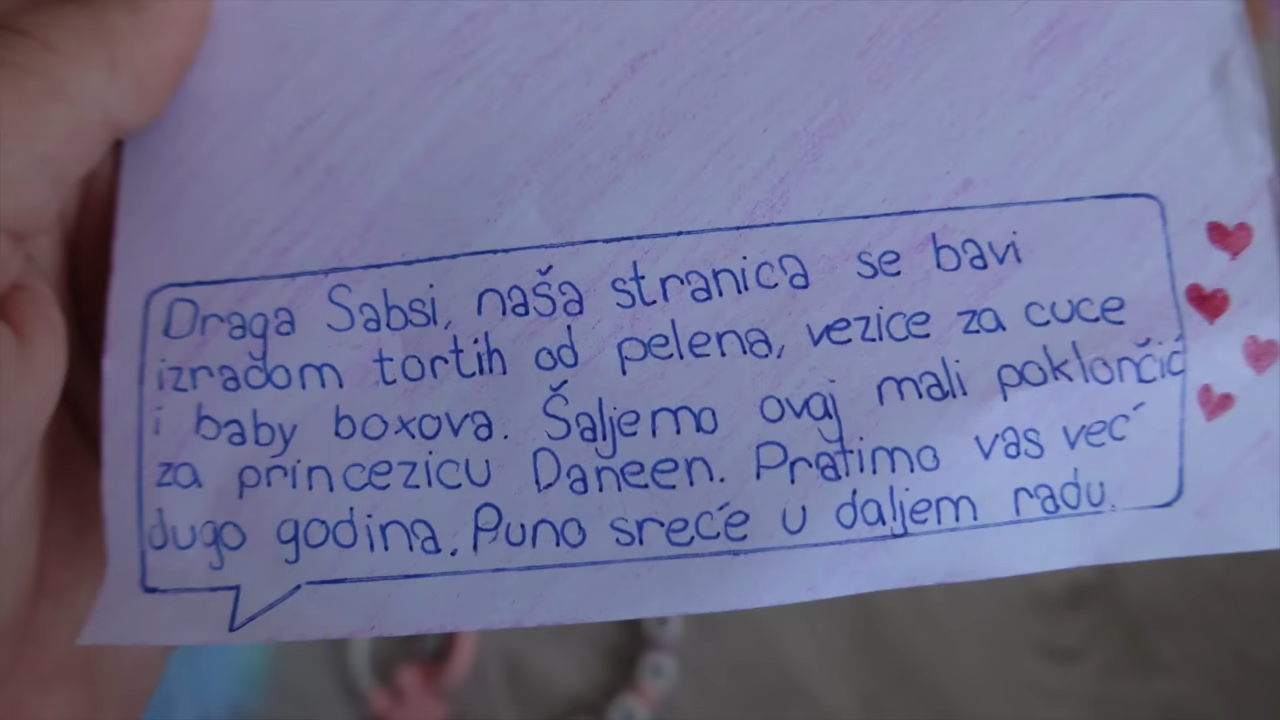 Draga Sabsi, naša stranica se bavi
izradom tortih od pelena, vezice za cuce
i baby boxova. Šaljemo ovaj mali poklončić
za princezicu Daneen. Pratimo vas već
dugo godina. Puno sreće u daljem radu.